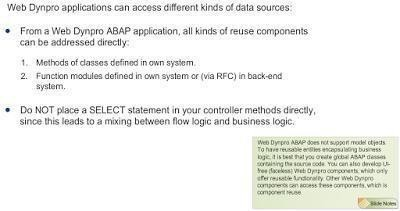 Web Dynpro applications can access different kinds of data sources:
From a Web Dynpro ABAP application, all kinds of reuse components
can be addressed directly:
1. Methods of classes defined in own system.
2. Function modules defined in own system or (via RFC) in back-end
system.
Do NOT place a SELECT statement in your controller methods directly,
since this leads to a mixing between flow logic and business logic.
Web Dynpro ABAP does not support model objects.
To have reusable entities encapsulating business
logic, it is best that you create global ABAP classes
containing the source code. You can also develop UI-
free (faceless) Web Dynpro components, which only
offer reusable functionality. Other Web Dynpro
components can access these components, which is
component reuse.
Slide Notes